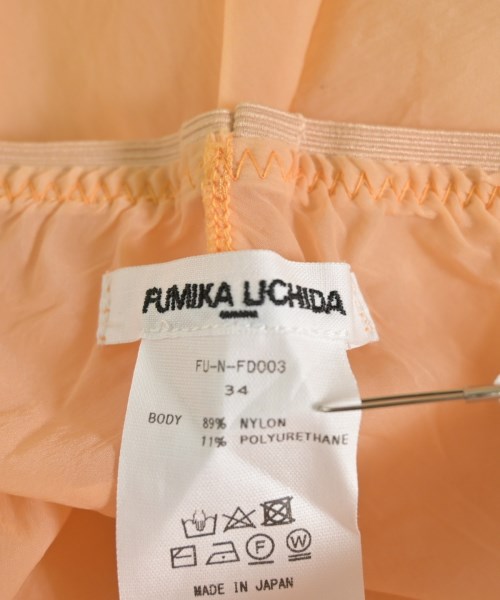 FUMIKA UCHIDA
FU-N-FD003
34
BODY 89% NYLON
11% POLYURETHANE
F W
MADE IN JAPAN